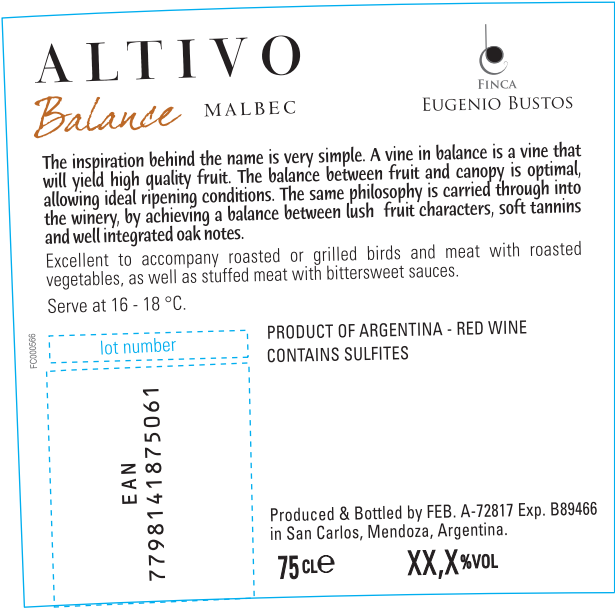 ALTIVO
Balance MALBEC
FINCA
EUGENIO BUSTOS
The inspiration behind the name is very simple. A vine in balance is a vine that
will yield high quality fruit. The balance between fruit and canopy is optimal,
allowing ideal ripening conditions. The same philosophy is carried through into
the winery, by achieving a balance between lush fruit characters, soft tannins
and well integrated oak notes.
Excellent to accompany roasted or grilled birds and meat with roasted
vegetables, as well as stuffed meat with bittersweet sauces.
Serve at 16 - 18 °C.
FC000566
lot number
PRODUCT OF ARGENTINA - RED WINE
CONTAINS SULFITES
EAN
7798141875061
Produced & Bottled by FEB. A-72817 Exp. B89466
in San Carlos, Mendoza, Argentina.
75 CL℮ XX,X %VOL